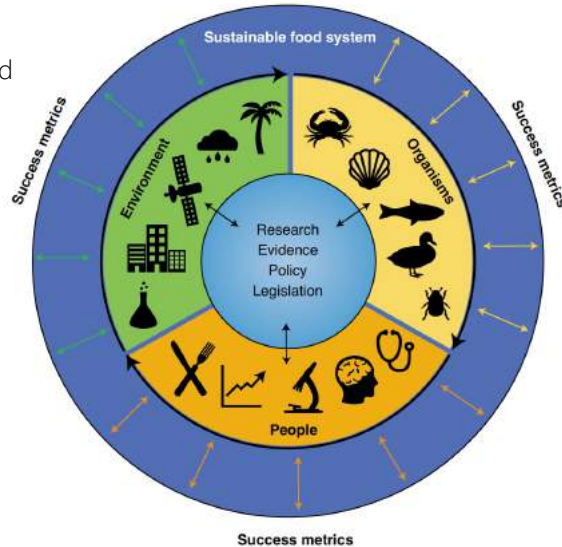 Sustainable food system
d
Success metrics
Success metrics
Environment
Organisms
Research
Evidence
Policy
Legislation
People
Success metrics